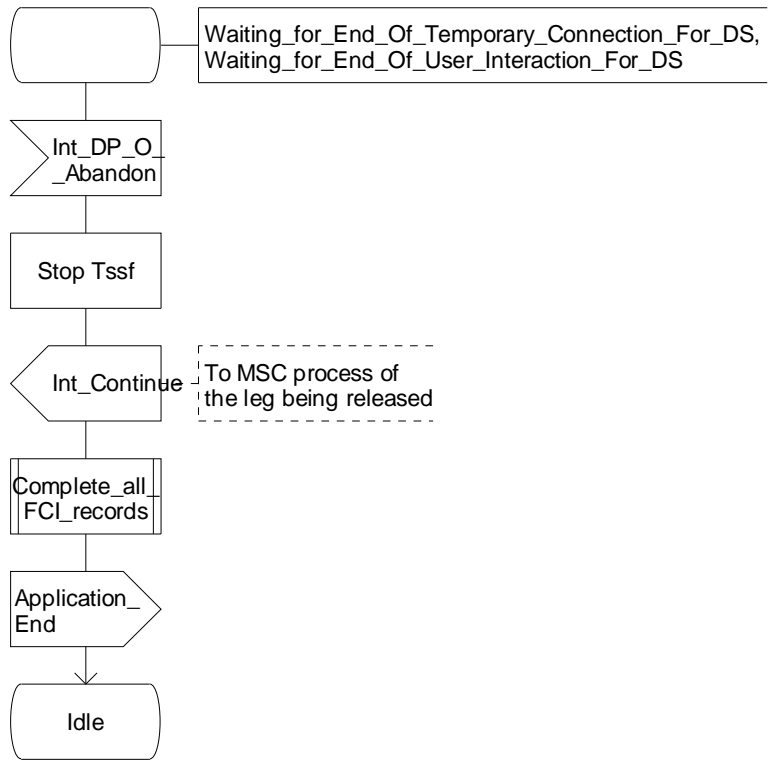 Waiting_for_End_Of_Temporary_Connection_For_DS,
Waiting_for_End_Of_User_Interaction_For_DS
Int_DP_O_
_Abandon
Stop Tssf
Int_Continue
To MSC process of
the leg being released
Complete_all_
FCI_records
Application_
End
Idle